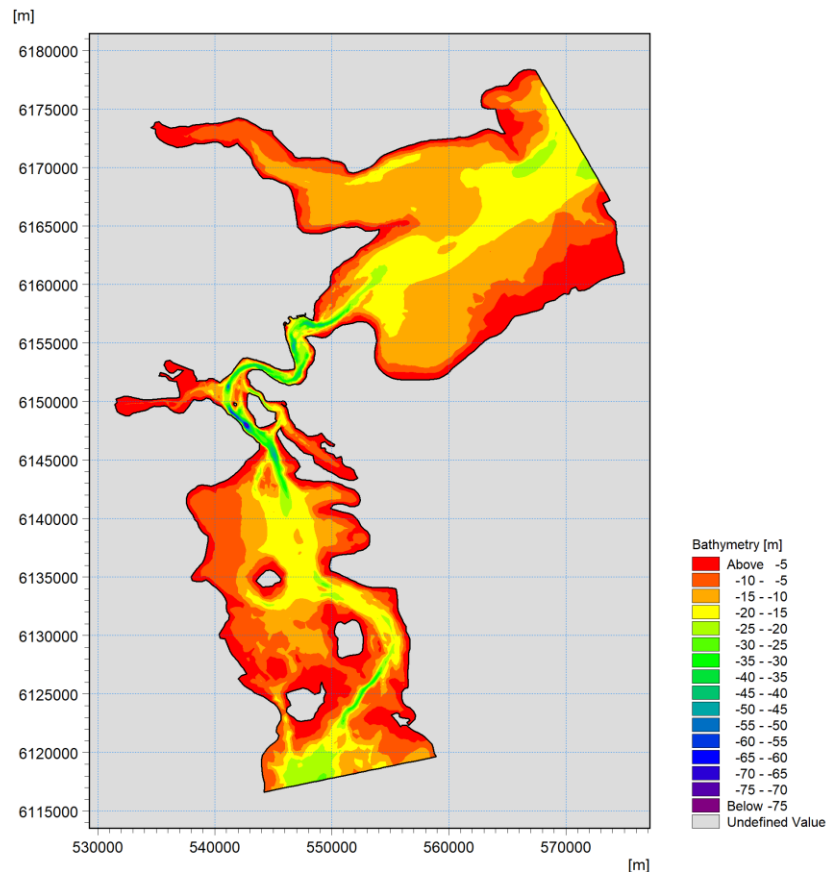 [m]
6180000
6175000
6170000
6165000
6160000
6155000
6150000
6145000
6140000
6135000
6130000
6125000
6120000
6115000
530000 540000 550000 560000 570000
[m]
Bathymetry [m]
Above -5
-10 - -5
-15 - -10
-20 - -15
-25 - -20
-30 - -25
-35 - -30
-40 - -35
-45 - -40
-50 - -45
-55 - -50
-60 - -55
-65 - -60
-70 - -65
-75 - -70
Below -75
Undefined Value